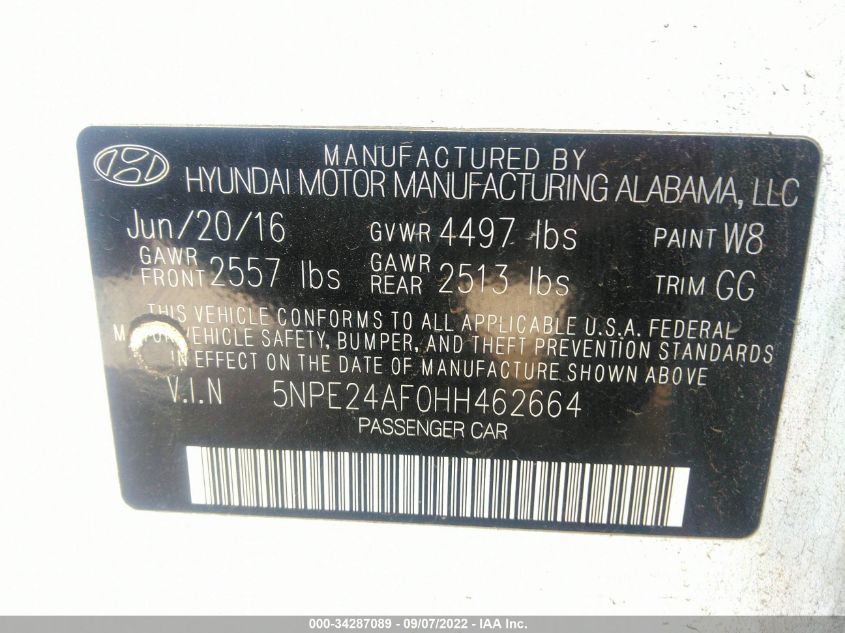 MANUFACTURED BY
HYUNDAI MOTOR MANUFACTURING ALABAMA, LLC
Jun/20/16 GVWR 4497 lbs PAINT W8
GAWR FRONT 2557 lbs GAWR REAR 2513 lbs TRIM GG
THIS VEHICLE CONFORMS TO ALL APPLICABLE U.S.A. FEDERAL
MOTOR VEHICLE SAFETY, BUMPER, AND THEFT PREVENTION STANDARDS
IN EFFECT ON THE DATE OF MANUFACTURE SHOWN ABOVE
V.I.N 5NPE24AF0HH462664
PASSENGER CAR
000-34287089 - 09/07/2022 - IAA Inc.